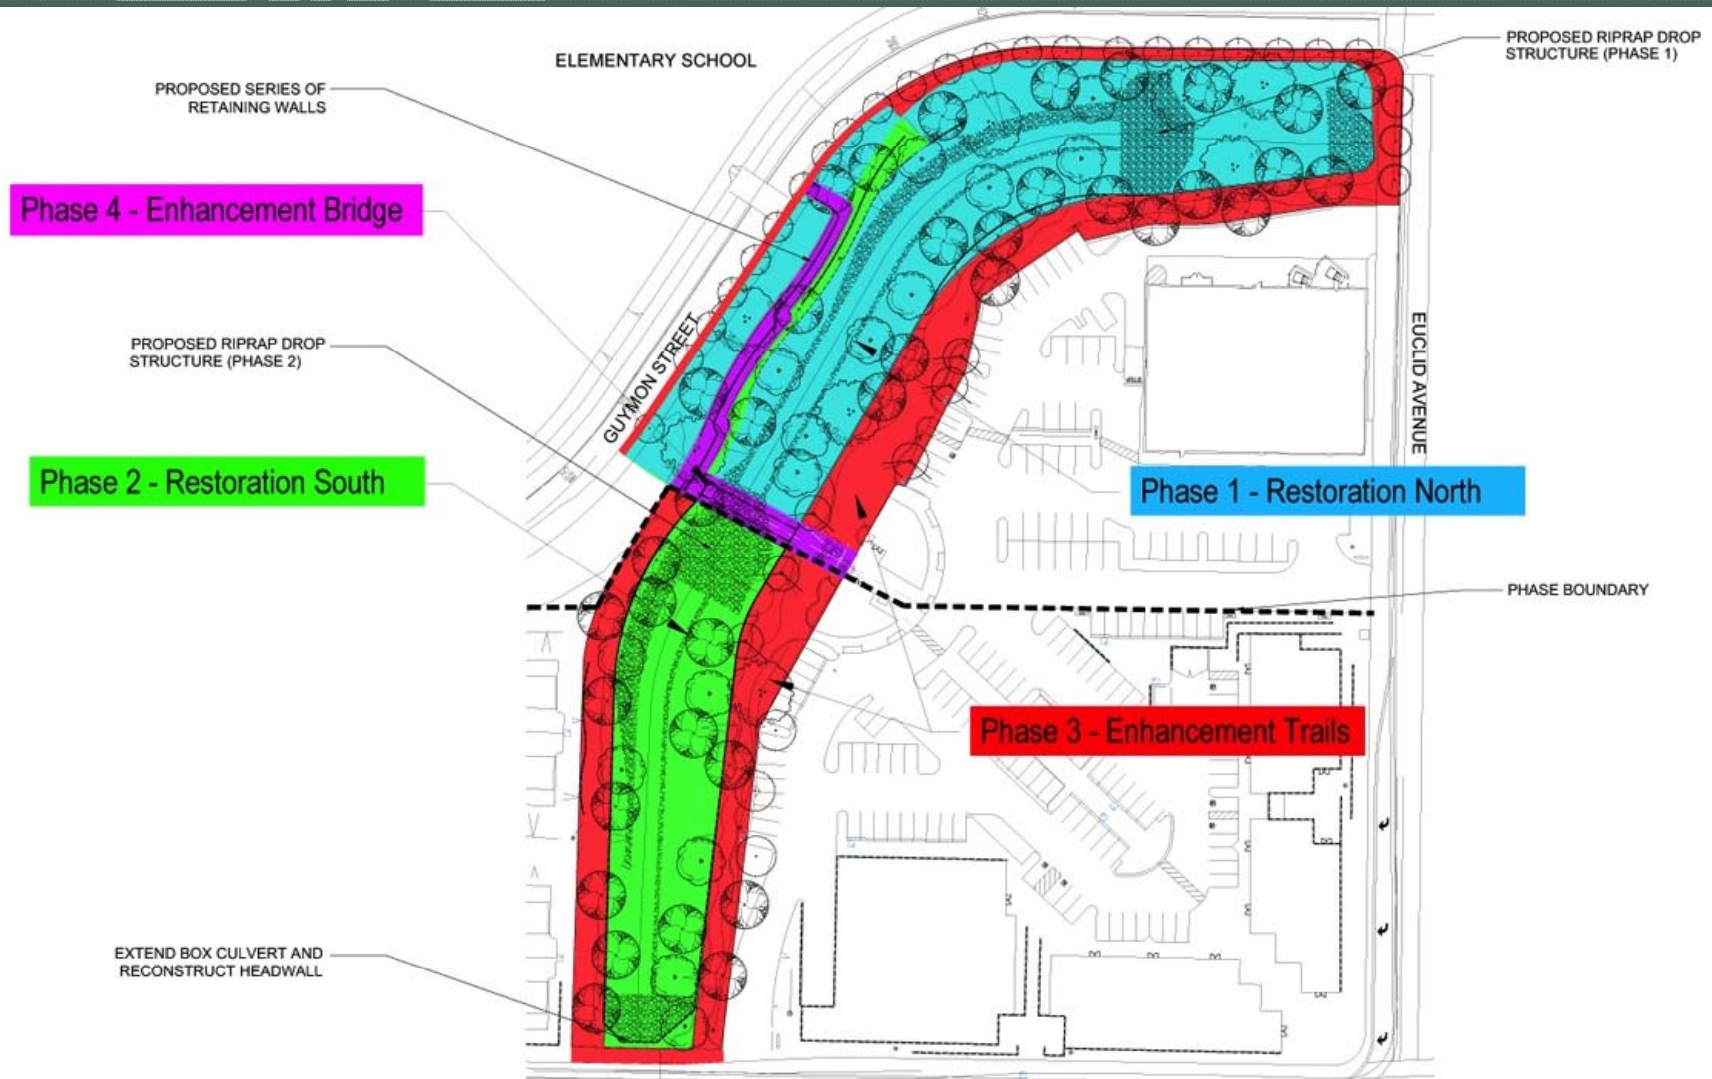 ELEMENTARY SCHOOL
PROPOSED RIPRAP DROP
STRUCTURE (PHASE 1)
PROPOSED SERIES OF
RETAINING WALLS
Phase 4 - Enhancement Bridge
PROPOSED RIPRAP DROP
STRUCTURE (PHASE 2)
GUYMON STREET
EUCLID AVENUE
Phase 2 - Restoration South
Phase 1 - Restoration North
PHASE BOUNDARY
Phase 3 - Enhancement Trails
EXTEND BOX CULVERT AND
RECONSTRUCT HEADWALL